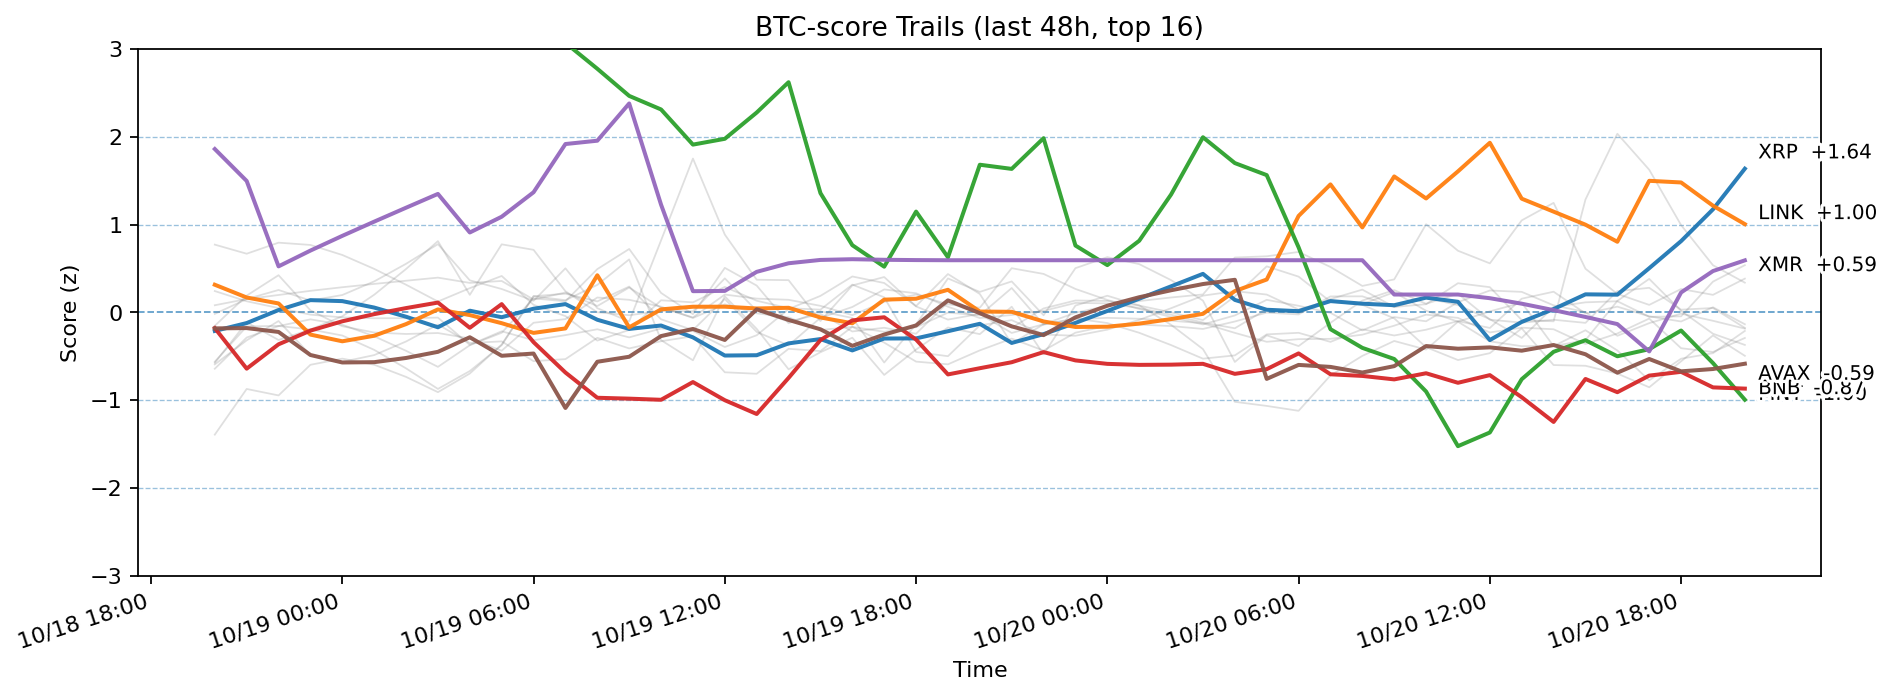 BTC-score Trails (last 48h, top 16)
3
2
1
0
−1
−2
−3
Score (z)
XRP +1.64
LINK +1.00
XMR +0.59
AVAX -0.59
BNB -0.87
10/18 18:00
10/19 00:00
10/19 06:00
10/19 12:00
10/19 18:00
10/20 00:00
10/20 06:00
10/20 12:00
10/20 18:00
Time